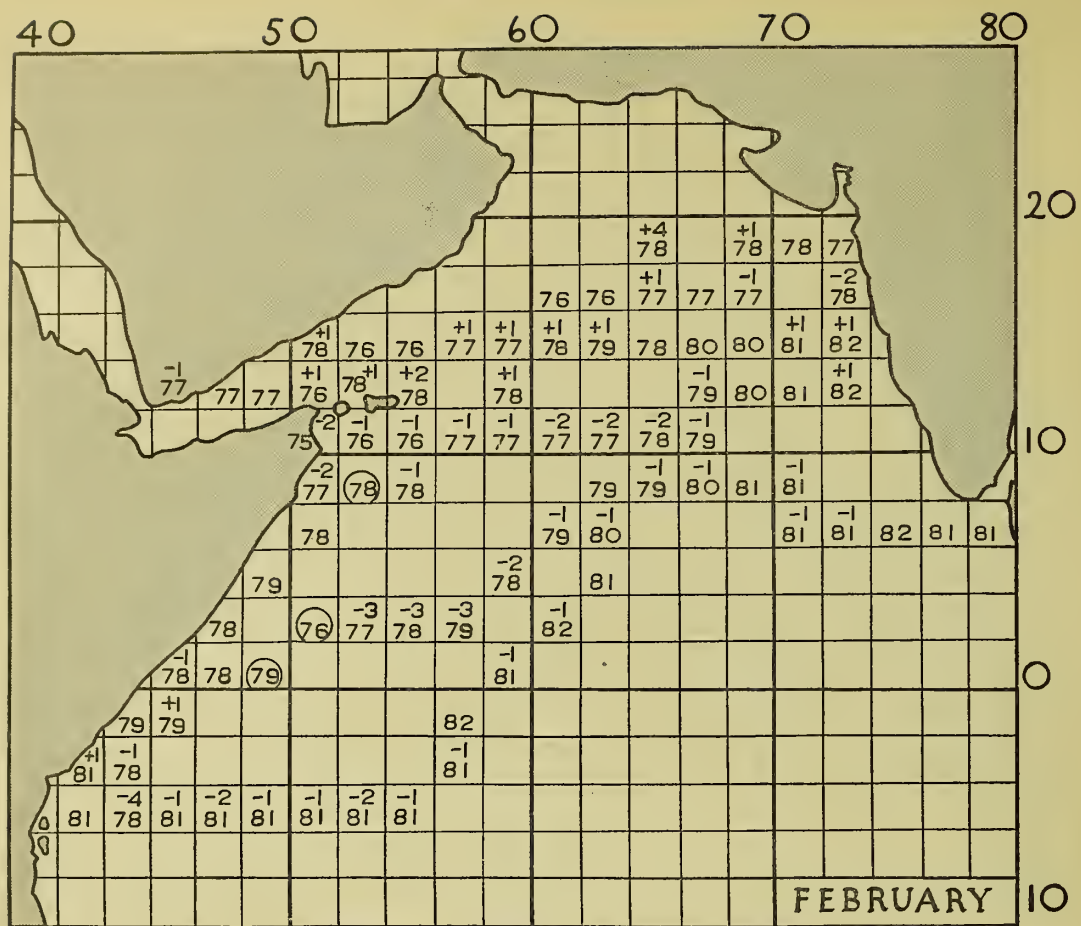 40 50 60 70 80
20
+4 +1
78 78 78 77
+1 -1 -2
76 76 77 77 77 78
+1 +1 +1 +1 +1 +1 +1
78 76 76 77 77 78 79 78 80 80 81 82
-1 +1 +1 +2 +1 -1 +1
77 77 77 76 78 78 78 79 80 81 82
-2 -1 -1 -1 -1 -2 -2 -2 -1
75 76 76 77 77 77 77 78 79
10
-2 -1 -1 -1 -1
77 78 78 79 79 80 81 81
-1 -1 -1 -1
78 79 80 81 81 82 81 81
-2
79 78 81
-3 -3 -3 -1
78 76 77 78 79 82
-1 -1
78 78 79 81
0
+1
79 79 82
+1 -1 -1
81 78 81
-4 -1 -2 -1 -1 -2 -1
81 78 81 81 81 81 81 81
FEBRUARY 10